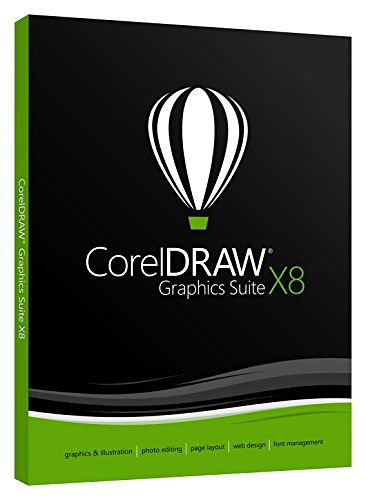 CorelDRAW® Graphics Suite X8
CorelDRAW®
Graphics Suite X8
graphics & illustration | photo editing | page layout | web design | font management